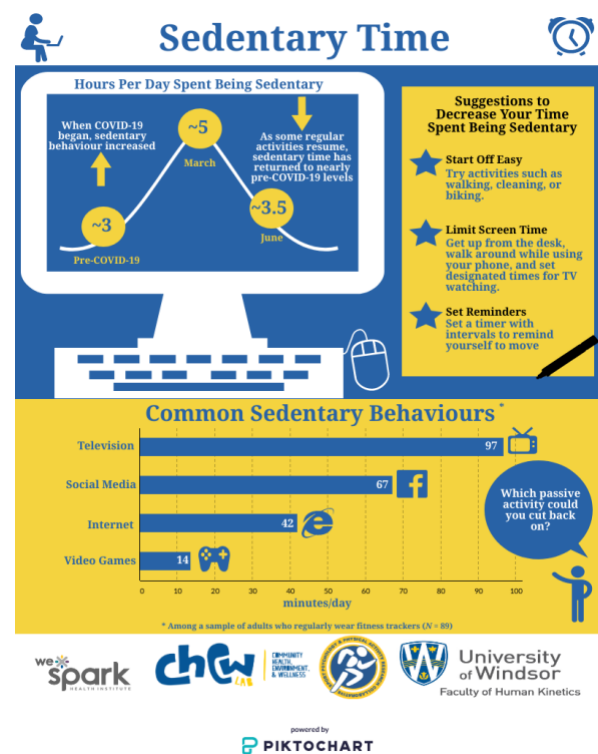 Sedentary Time
Hours Per Day Spent Being Sedentary
When COVID-19
began, sedentary
behaviour increased
~5
March
As some regular
activities resume,
sedentary time has
returned to nearly
pre-COVID-19 levels
~3
Pre-COVID-19
~3.5
June
Suggestions to
Decrease Your Time
Spent Being Sedentary
Start Off Easy
Try activities such as
walking, cleaning, or
biking.
Limit Screen Time
Get up from the desk,
walk around while using
your phone, and set
designated times for TV
watching.
Set Reminders
Set a timer with
intervals to remind
yourself to move
Common Sedentary Behaviours *
Television 97
Social Media 67
Internet 42
Video Games 14
0 10 20 30 40 50 60 70 80 90 100
minutes/day
Which passive
activity could
you cut back
on?
* Among a sample of adults who regularly wear fitness trackers (N = 89)
we spark
HEALTH INSTITUTE
chcw
LAB
COMMUNITY
HEALTH,
ENVIRONMENT,
& WELLNESS
University
of Windsor
Faculty of Human Kinetics
powered by
PIKTOCHART